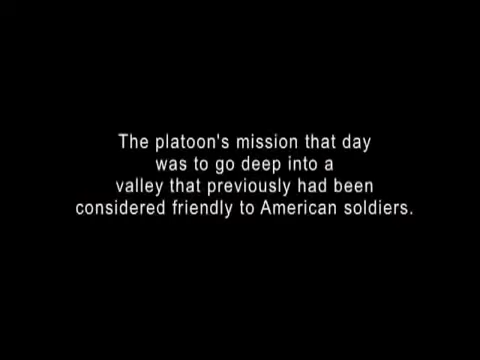 The platoon's mission that day
was to go deep into a
valley that previously had been
considered friendly to American soldiers.